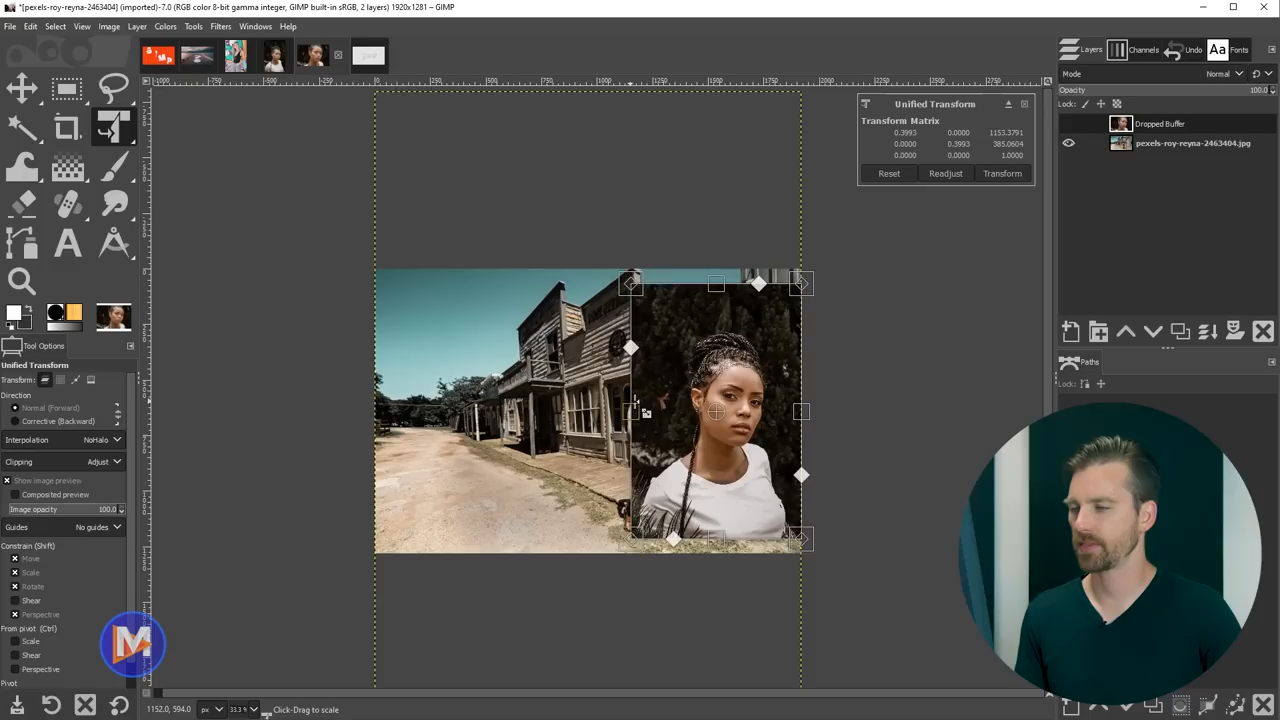 *[pexels-roy-reyna-2463404] (imported)-7.0 (RGB color 8-bit gamma integer, GIMP built-in sRGB, 2 layers) 1920x1281 – GIMP
File Edit Select View Image Layer Colors Tools Filters Windows Help
Layers Channels Undo Aa Fonts
Mode Normal
Opacity 100.0
Lock:
Dropped Buffer
pexels-roy-reyna-2463404.jpg
Unified Transform
Transform Matrix
0.3993 0.0000 1153.3791
0.0000 0.3993 385.0604
0.0000 0.0000 1.0000
Reset Readjust Transform
Tool Options
Unified Transform
Transform:
Direction
Normal (Forward)
Corrective (Backward)
Interpolation NoHalo
Clipping Adjust
Show image preview
Composited preview
Image opacity 100.0
Guides No guides
Constrain (Shift)
Move
Scale
Rotate
Shear
Perspective
From pivot (Ctrl)
Scale
Shear
Perspective
Pivot
Paths
Lock:
1152.0, 594.0 px 33.3 % Click-Drag to scale